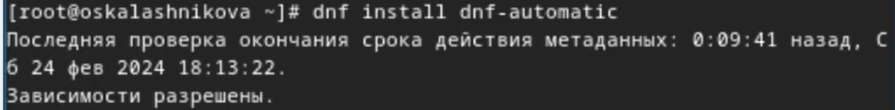 [root@oskalashnikova ~]# dnf install dnf-automatic
Последняя проверка окончания срока действия метаданных: 0:09:41 назад, С
б 24 фев 2024 18:13:22.
Зависимости разрешены.